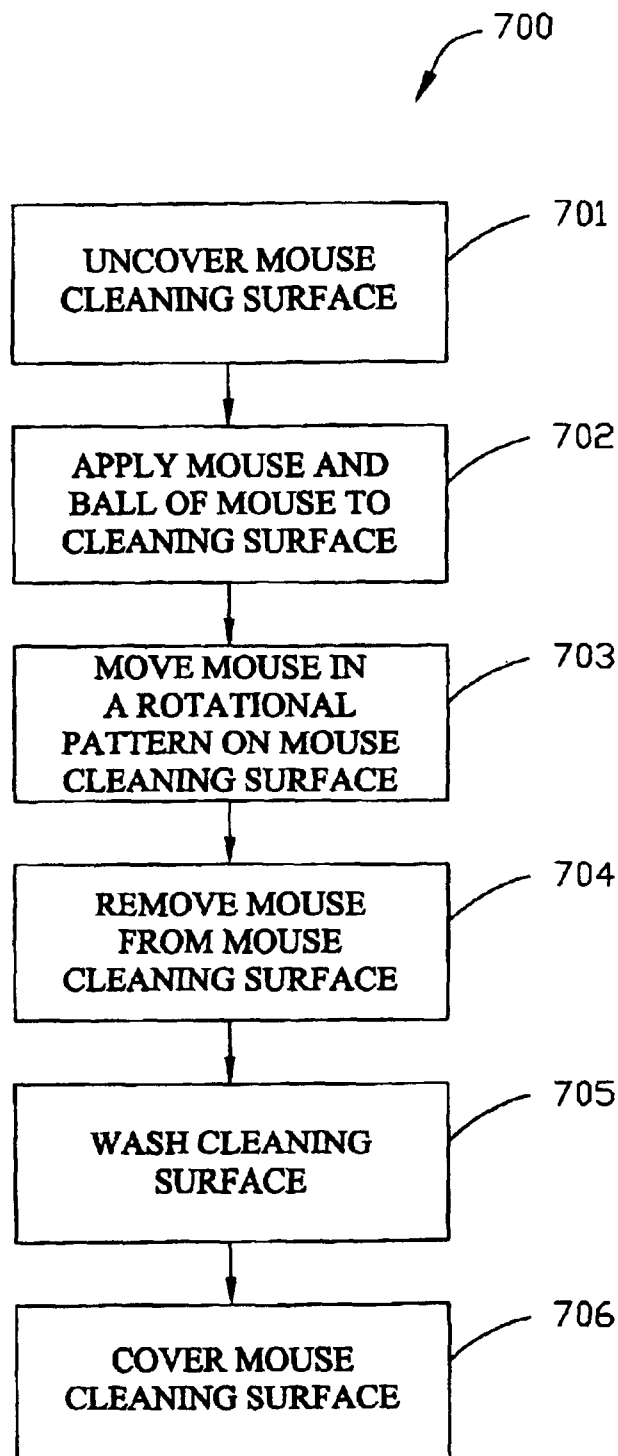 700
701
UNCOVER MOUSE
CLEANING SURFACE
702
APPLY MOUSE AND
BALL OF MOUSE TO
CLEANING SURFACE
703
MOVE MOUSE IN
A ROTATIONAL
PATTERN ON MOUSE
CLEANING SURFACE
704
REMOVE MOUSE
FROM MOUSE
CLEANING SURFACE
705
WASH CLEANING
SURFACE
706
COVER MOUSE
CLEANING SURFACE